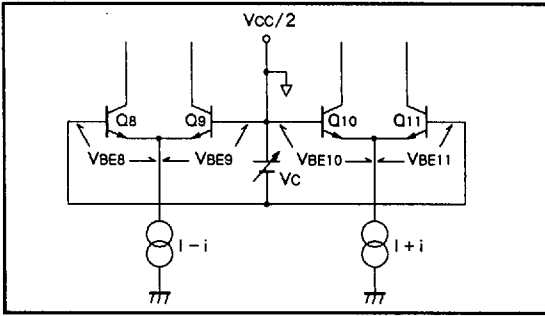 VCC/2
Q8
Q9
Q10
Q11
VBE8
VBE9
VBE10
VBE11
VC
I−i
I+i